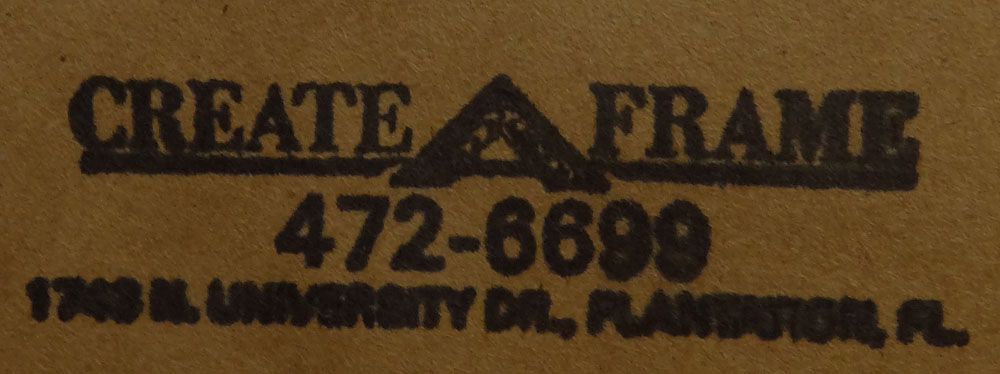 CREATE A FRAME
472-6699
N. UNIVERSITY DR., PLANTATION, FL.